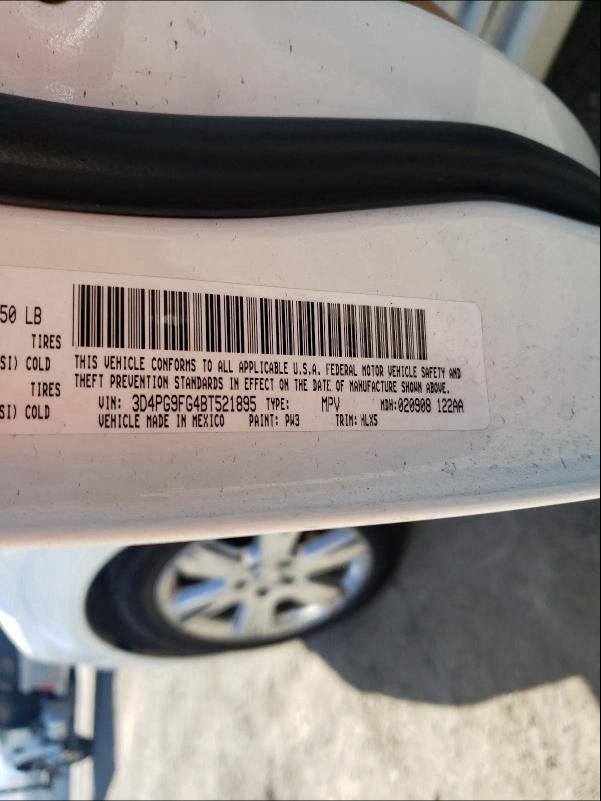 50 LB
TIRES
SI) COLD
TIRES
SI) COLD
THIS VEHICLE CONFORMS TO ALL APPLICABLE U.S.A. FEDERAL MOTOR VEHICLE SAFETY AND
THEFT PREVENTION STANDARDS IN EFFECT ON THE DATE OF MANUFACTURE SHOWN ABOVE.
VIN: 3D4PG9FG4BT521895 TYPE: MPV MDH:020908 122AA
VEHICLE MADE IN MEXICO PAINT: PW3 TRIM: HLX5